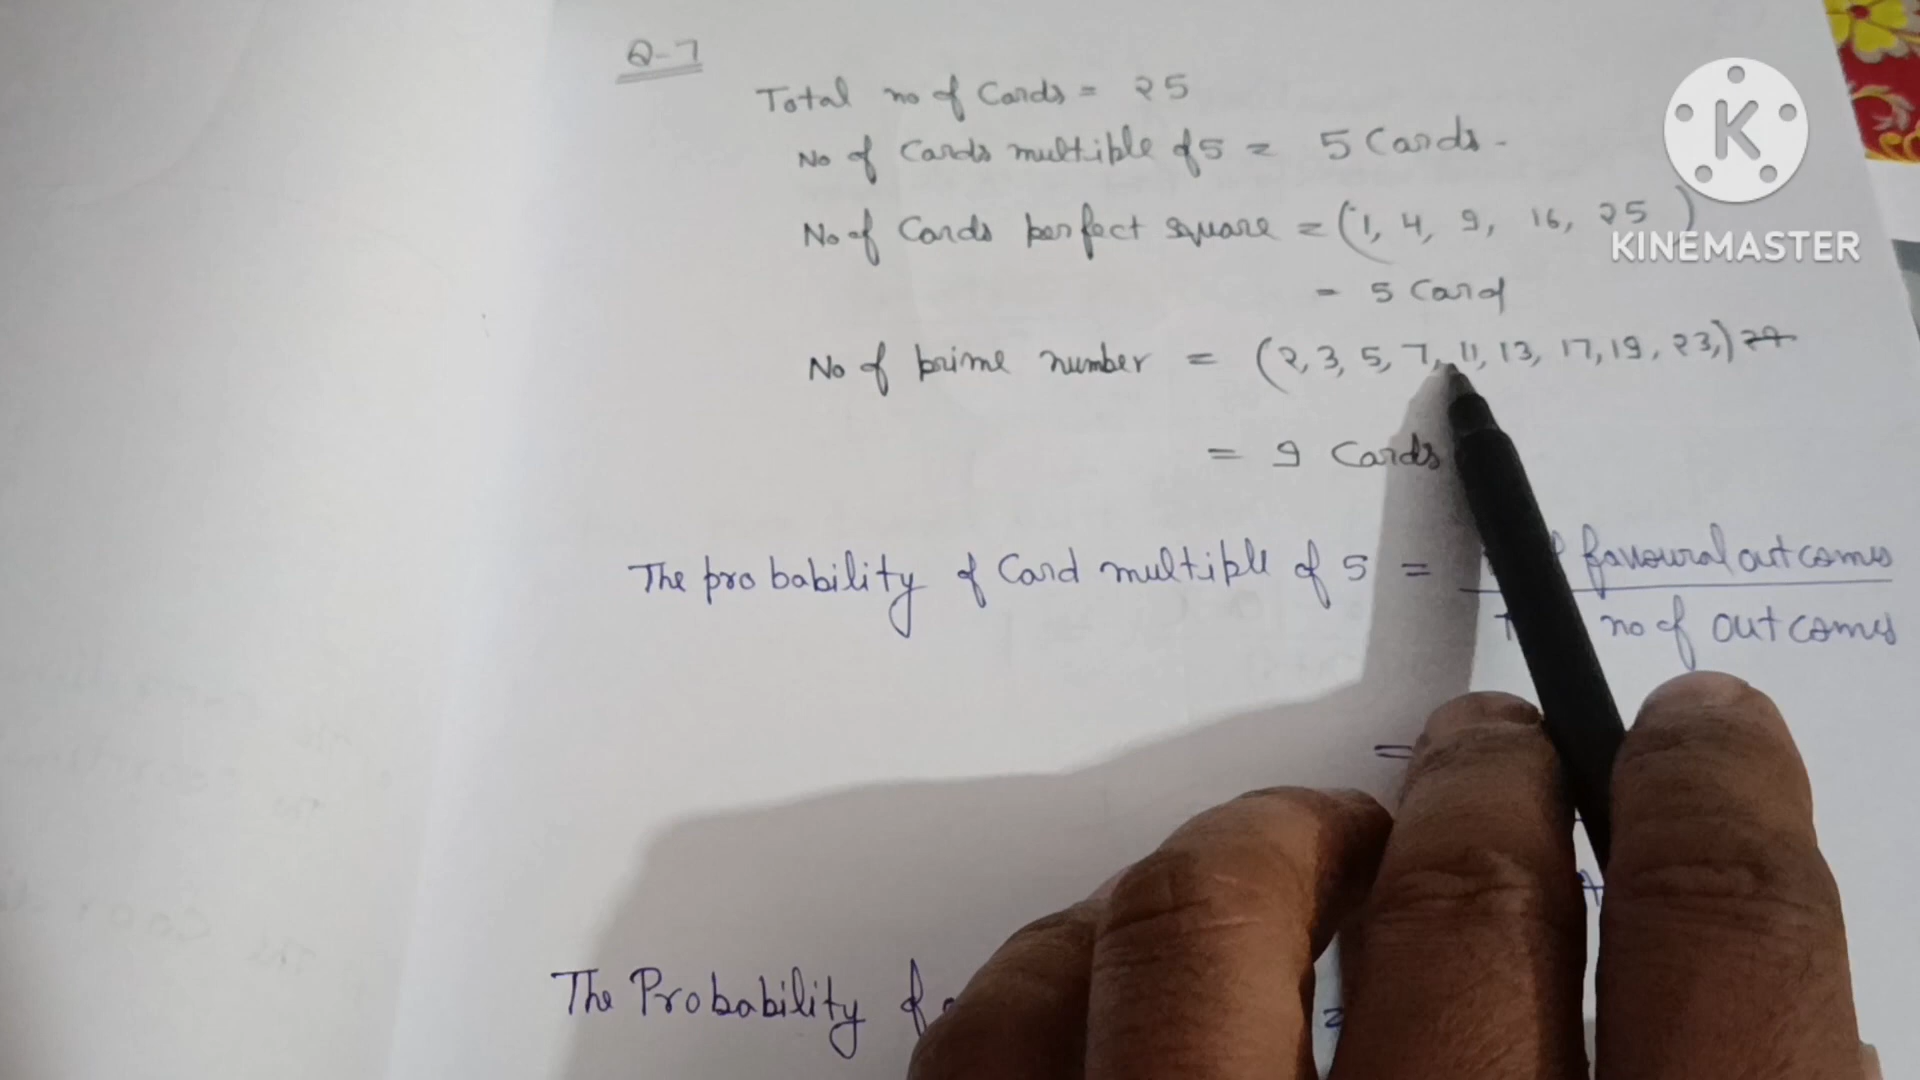 Q-7
Total no of Cards = 25
No of Cards multiple of 5 = 5 Cards.
No of Cards perfect square = (1, 4, 9, 16, 25)
KINEMASTER
= 5 Card
No of prime number = (2, 3, 5, 7, 11, 13, 17, 19, 23,)
= 9 Cards
The probability of Card multiple of 5 = favoural outcomes
no of outcomes
=
The Probability of =